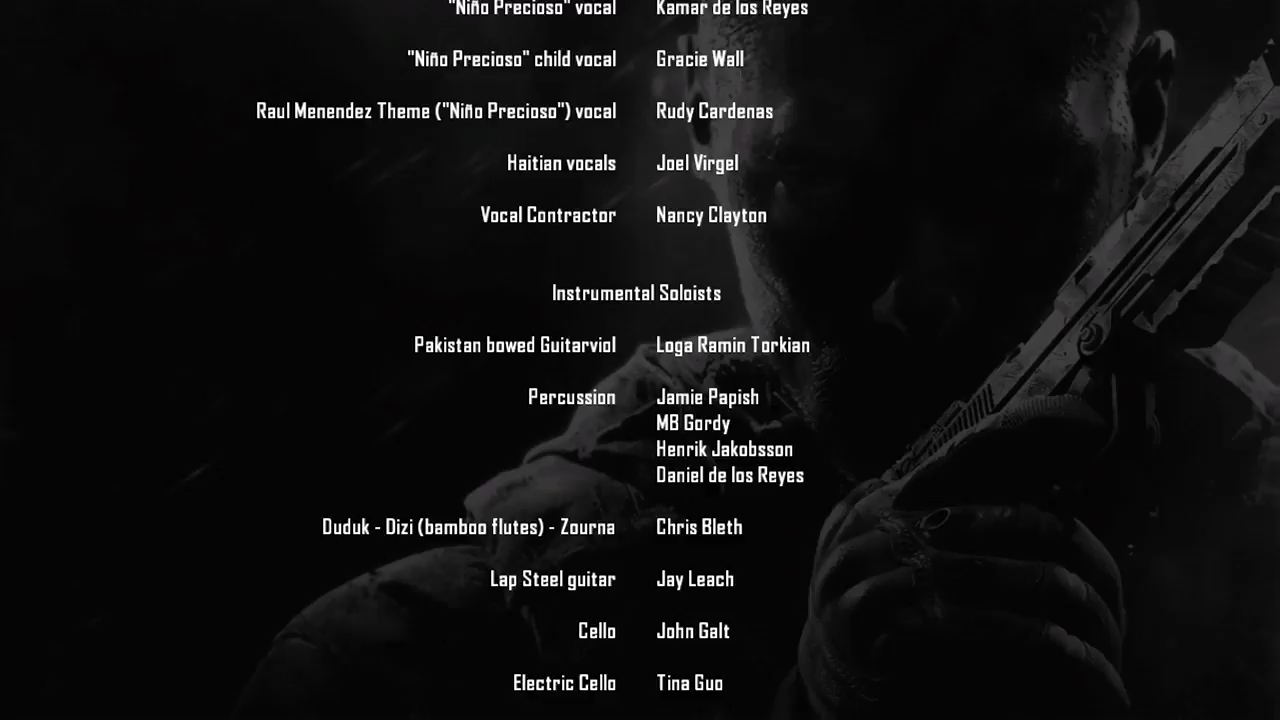 "Niño Precioso" vocal Kamar de los Reyes
"Niño Precioso" child vocal Gracie Wall
Raul Menendez Theme ("Niño Precioso") vocal Rudy Cardenas
Haitian vocals Joel Virgel
Vocal Contractor Nancy Clayton
Instrumental Soloists
Pakistan bowed Guitarviol Loga Ramin Torkian
Percussion Jamie Papish
MB Gordy
Henrik Jakobsson
Daniel de los Reyes
Duduk - Dizi (bamboo flutes) - Zourna Chris Bleth
Lap Steel guitar Jay Leach
Cello John Galt
Electric Cello Tina Guo